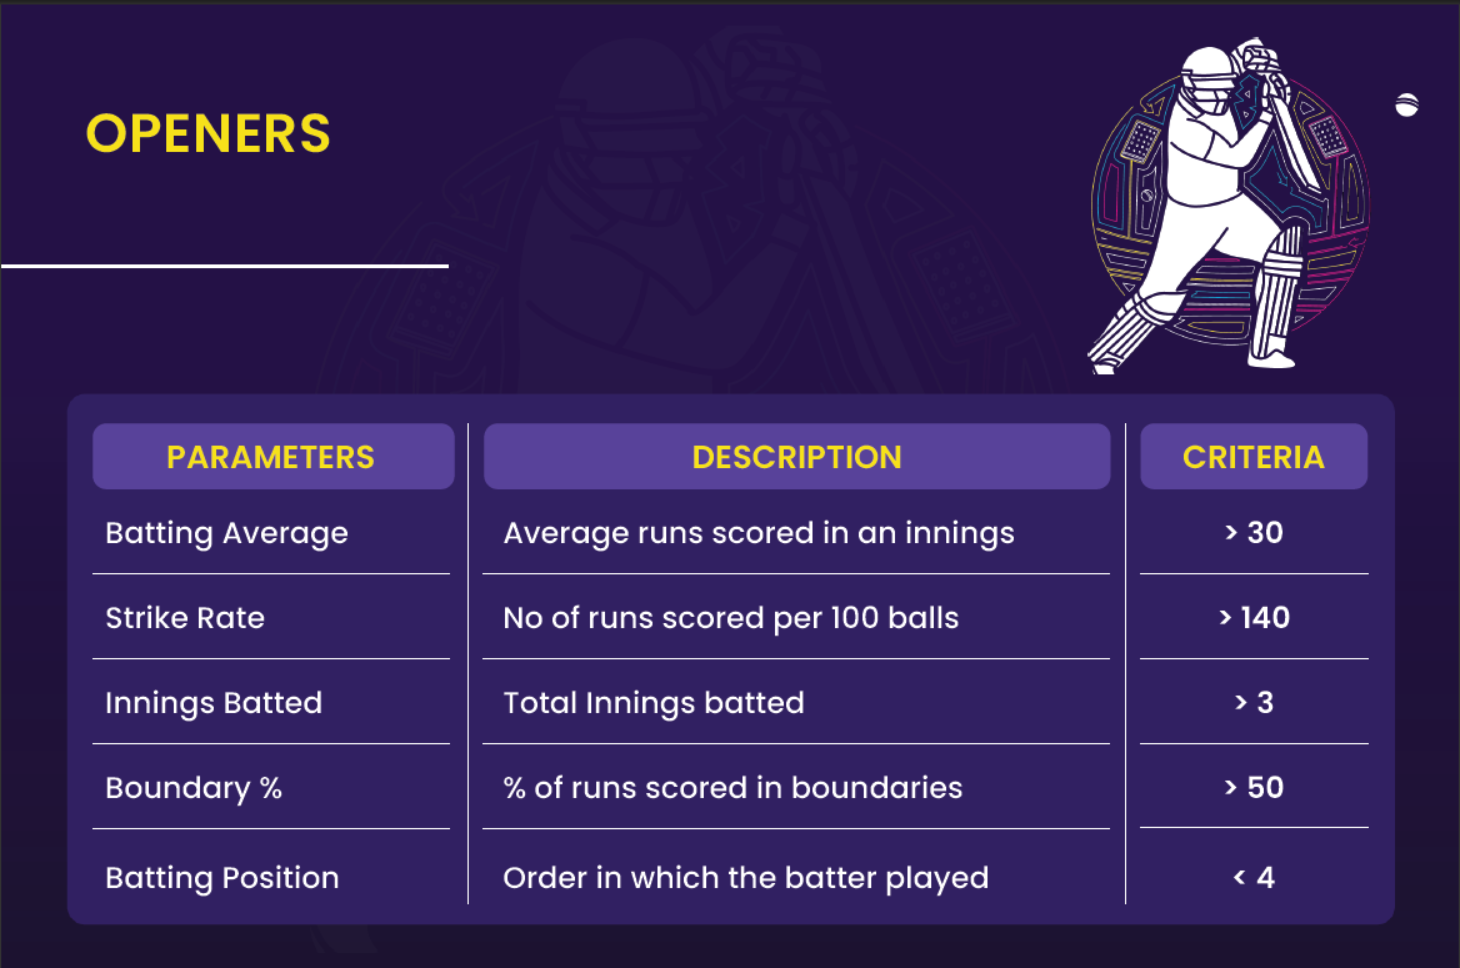 OPENERS
PARAMETERS DESCRIPTION CRITERIA
Batting Average Average runs scored in an innings > 30
Strike Rate No of runs scored per 100 balls > 140
Innings Batted Total Innings batted > 3
Boundary % % of runs scored in boundaries > 50
Batting Position Order in which the batter played < 4